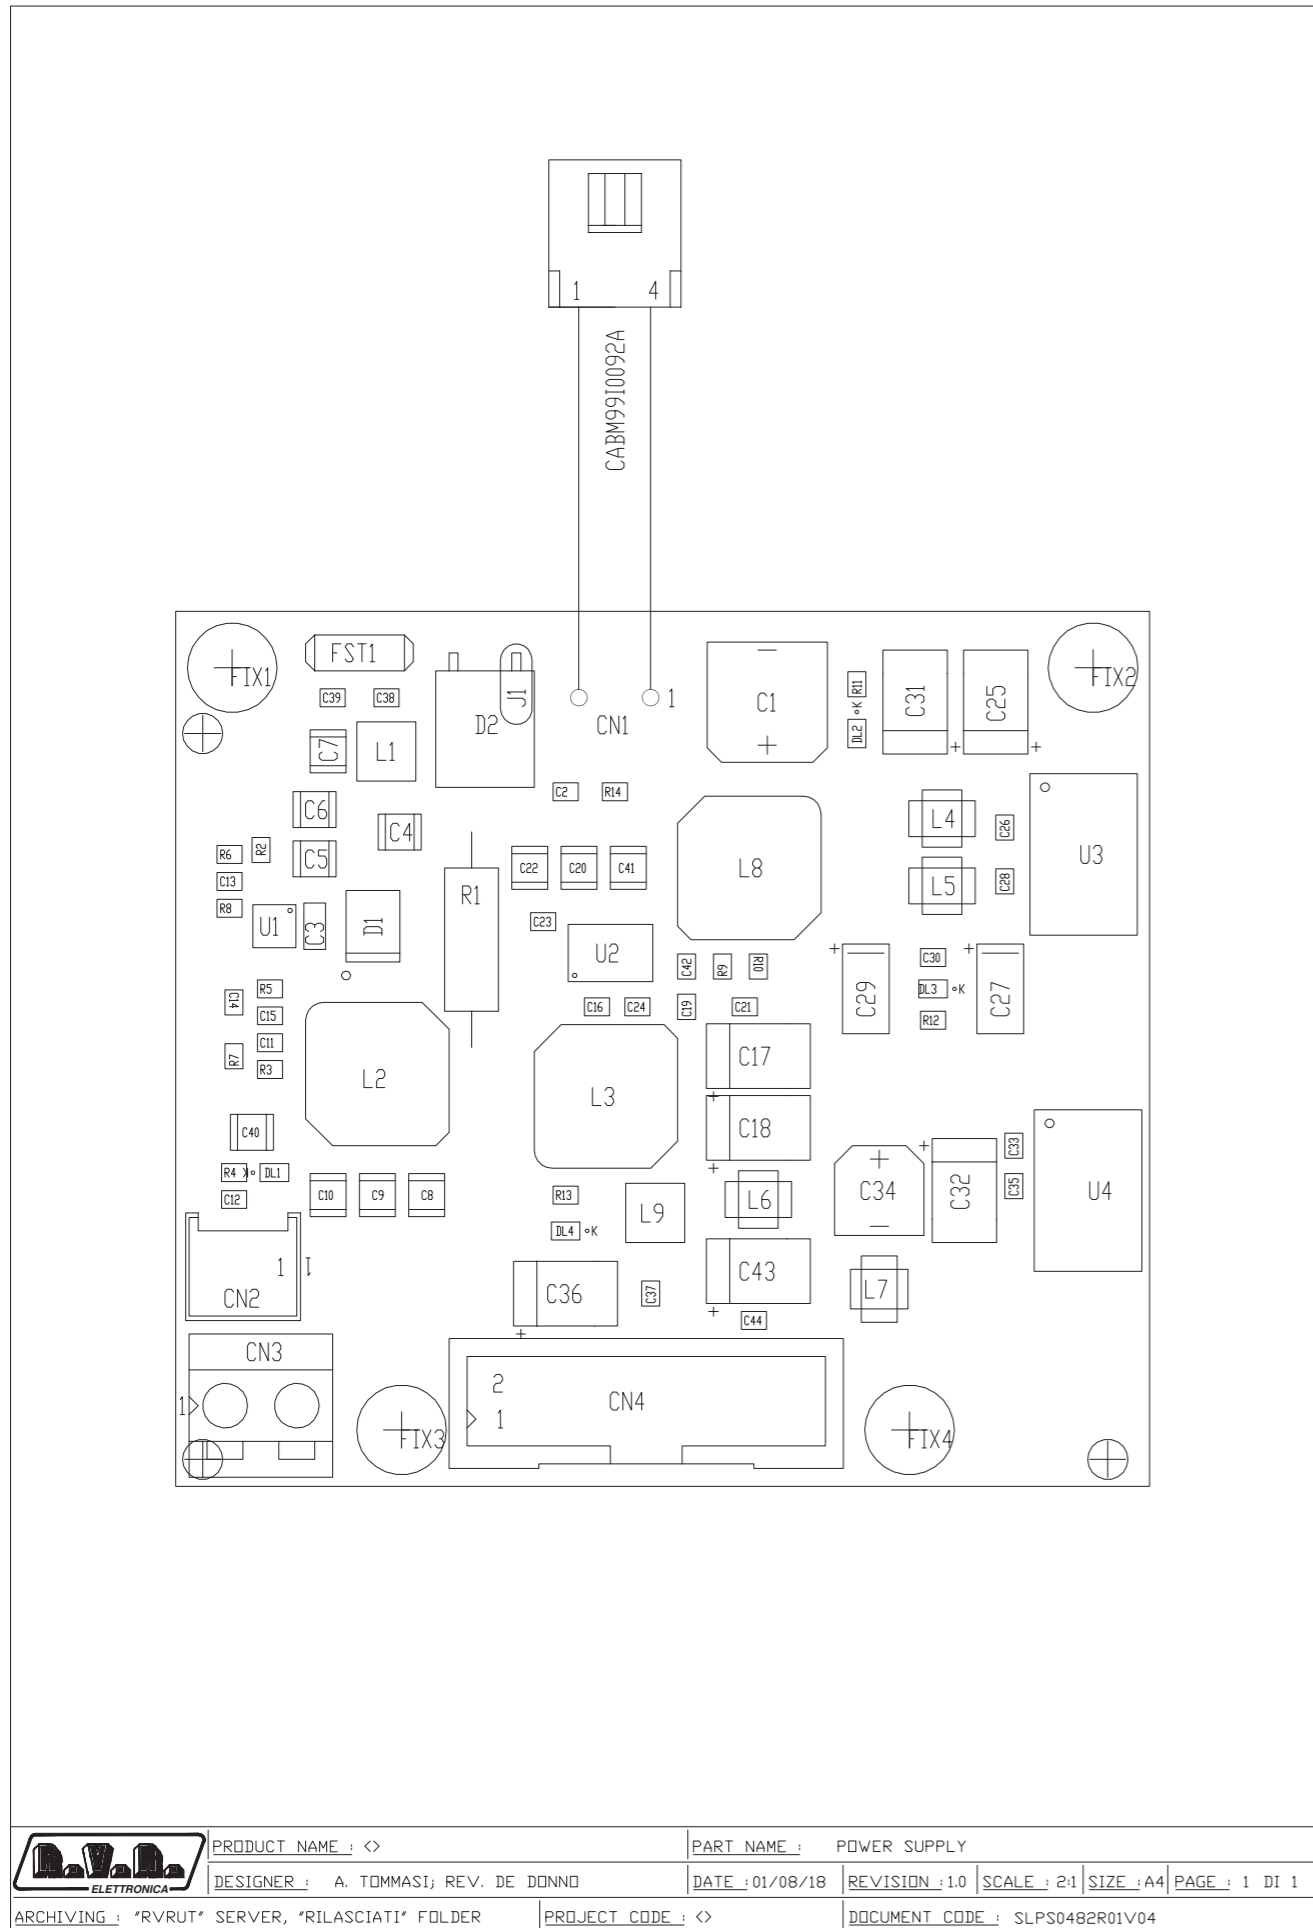 1 4
CABM99I0092A
FST1
FIX1
FIX2
C39 C38
J1
D2
1
CN1
C1
R11
K
DL2
C31
C25
C7
L1
C2 R14
C6
C4
L4
C26
R6
R2
C5
U3
C22 C20 C41
L8
C13
R1
L5
C28
R8
U1
C3
D1
C23
U2
C42
R9
R10
C30
C29
C27
R5
C14
DL3 K
C15
C16 C24
C19
C21
R12
C11
R7
R3
C17
L2
L3
C40
C18
C33
R4 K DL1
C35
C12
C10 C9 C8
R13
L6
C34
C32
U4
DL4 K
L9
1 1
CN2
C43
C36
C37
L7
C44
CN3
2
CN4
1
1
FIX3
FIX4
R.V.R.
ELETTRONICA
PRODUCT NAME : <>
PART NAME : POWER SUPPLY
DESIGNER : A. TOMMASI; REV. DE DONNO
DATE : 01/08/18
REVISION : 1.0
SCALE : 2:1
SIZE : A4
PAGE : 1 DI 1
ARCHIVING : "RVRUT" SERVER, "RILASCIATI" FOLDER
PROJECT CODE : <>
DOCUMENT CODE : SLPS0482R01V04